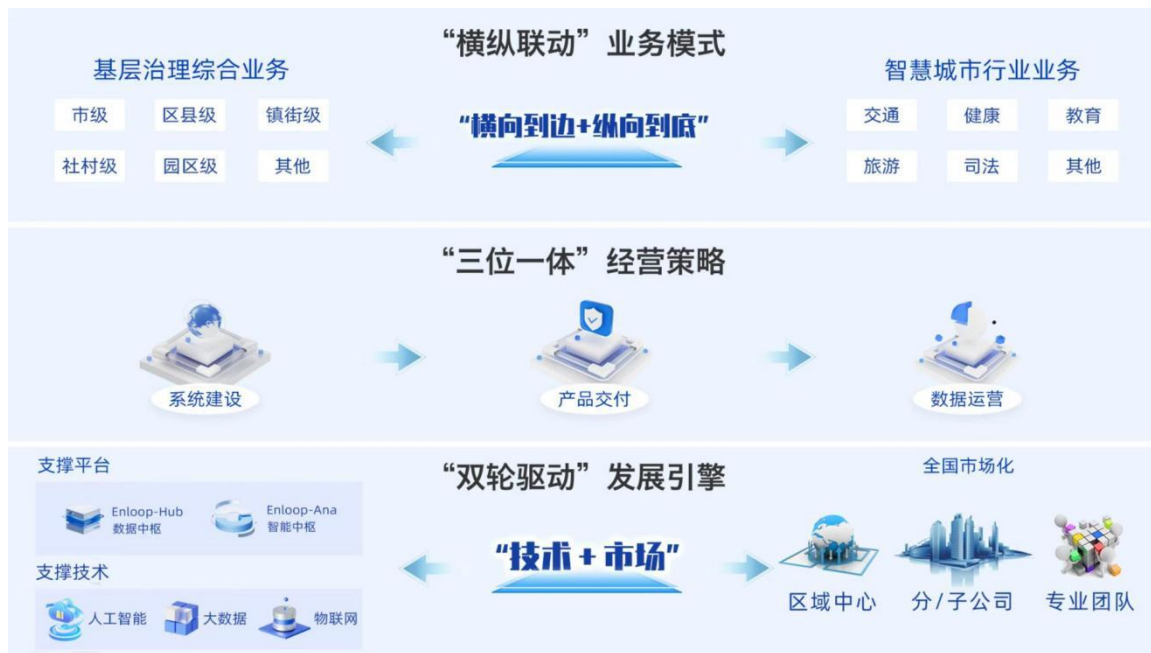 “横纵联动”业务模式
基层治理综合业务
市级 区县级 镇街级
社村级 园区级 其他
“横向到边+纵向到底”
智慧城市行业业务
交通 健康 教育
旅游 司法 其他
“三位一体”经营策略
系统建设
产品交付
数据运营
“双轮驱动”发展引擎
支撑平台
Enloop-Hub
数据中枢
Enloop-Ana
智能中枢
支撑技术
人工智能 大数据 物联网
“技术+市场”
全国市场化
区域中心 分/子公司 专业团队